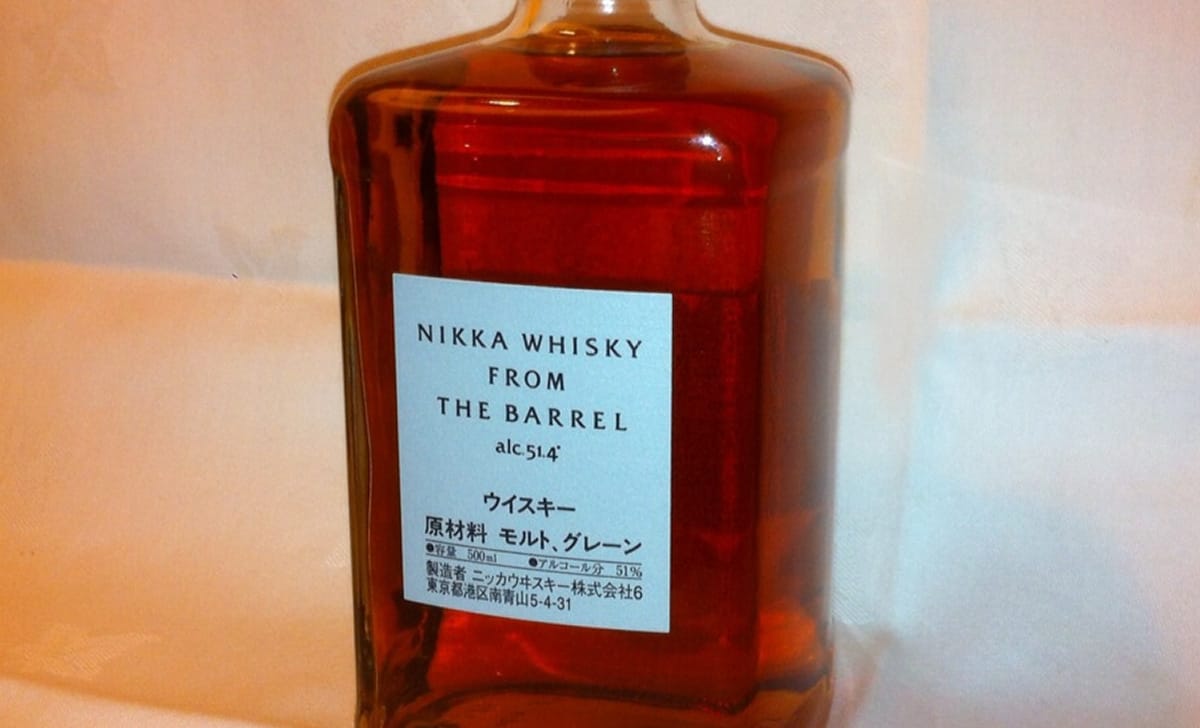 NIKKA WHISKY
FROM
THE BARREL
alc.51.4°
ウイスキー
原材料 モルト、グレーン
●容量 500ml ●アルコール分 51%
製造者 ニッカウヰスキー株式会社6
東京都港区南青山5-4-31